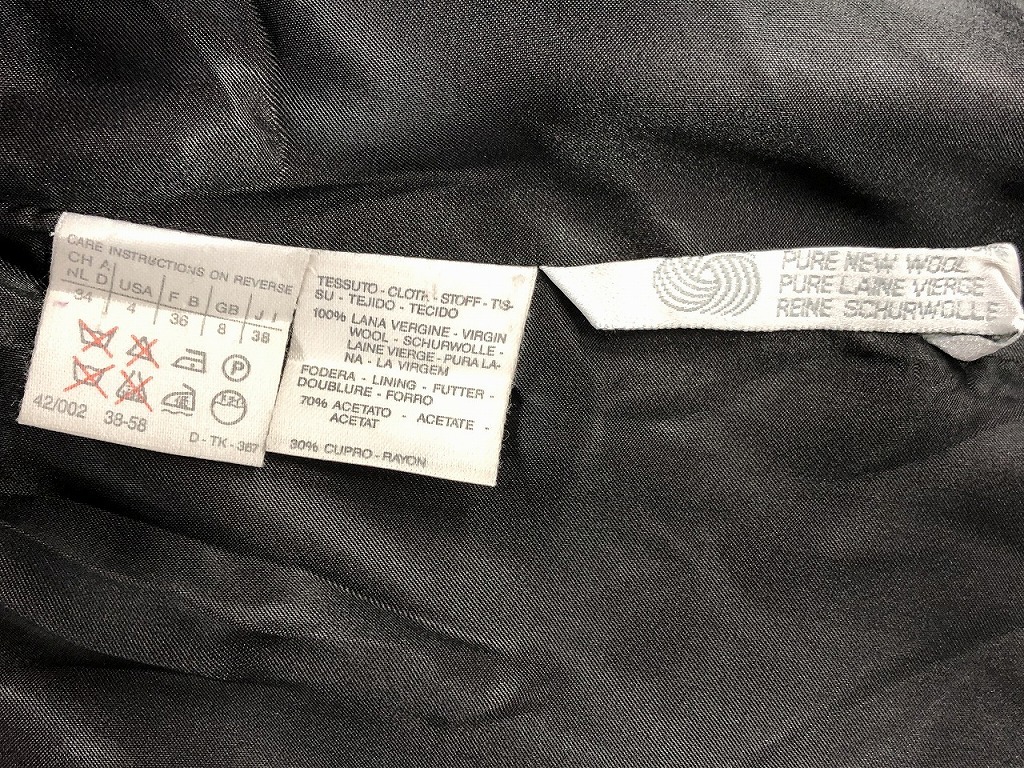 CARE INSTRUCTIONS ON REVERSE
CH A
NL D
USA
F B
GB
J I
34
4
36
8
38
P
42/002
38-58
D - TK - 367
TESSUTO - CLOTH - STOFF - TIS-
SU - TEJIDO - TECIDO
100% LANA VERGINE - VIRGIN
WOOL - SCHURWOLLE -
LAINE VIERGE - PURA LA-
NA - LA VIRGEM
FODERA - LINING - FUTTER -
DOUBLURE - FORRO
70% ACETATO - ACETATE -
ACETAT
30% CUPRO - RAYON
PURE NEW WOOL
PURE LAINE VIERGE
REINE SCHURWOLLE